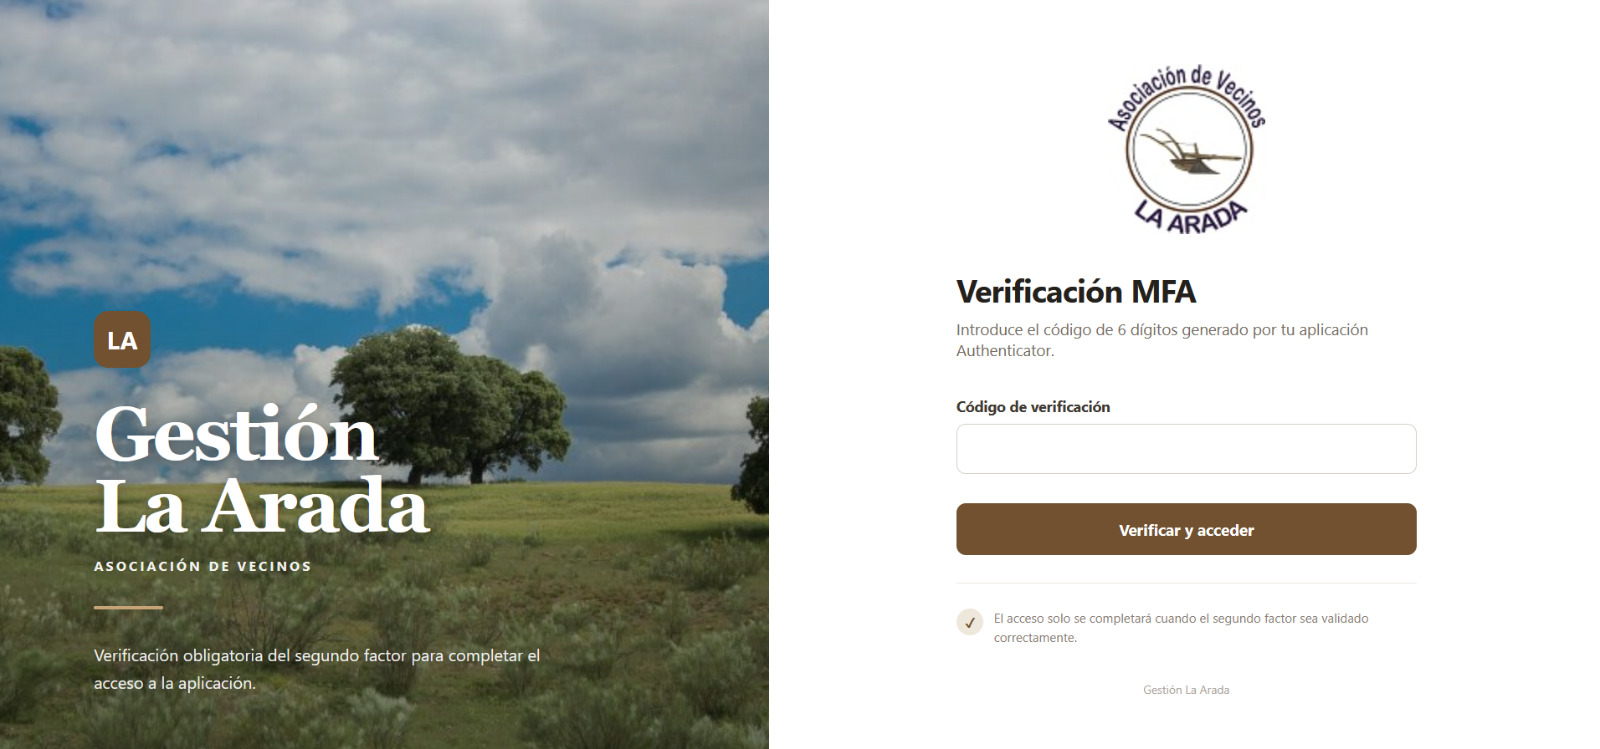 LA
Gestión
La Arada
ASOCIACIÓN DE VECINOS
Verificación obligatoria del segundo factor para completar el
acceso a la aplicación.
Asociación de Vecinos
LA ARADA
Verificación MFA
Introduce el código de 6 dígitos generado por tu aplicación
Authenticator.
Código de verificación
Verificar y acceder
El acceso solo se completará cuando el segundo factor sea validado
correctamente.
Gestión La Arada